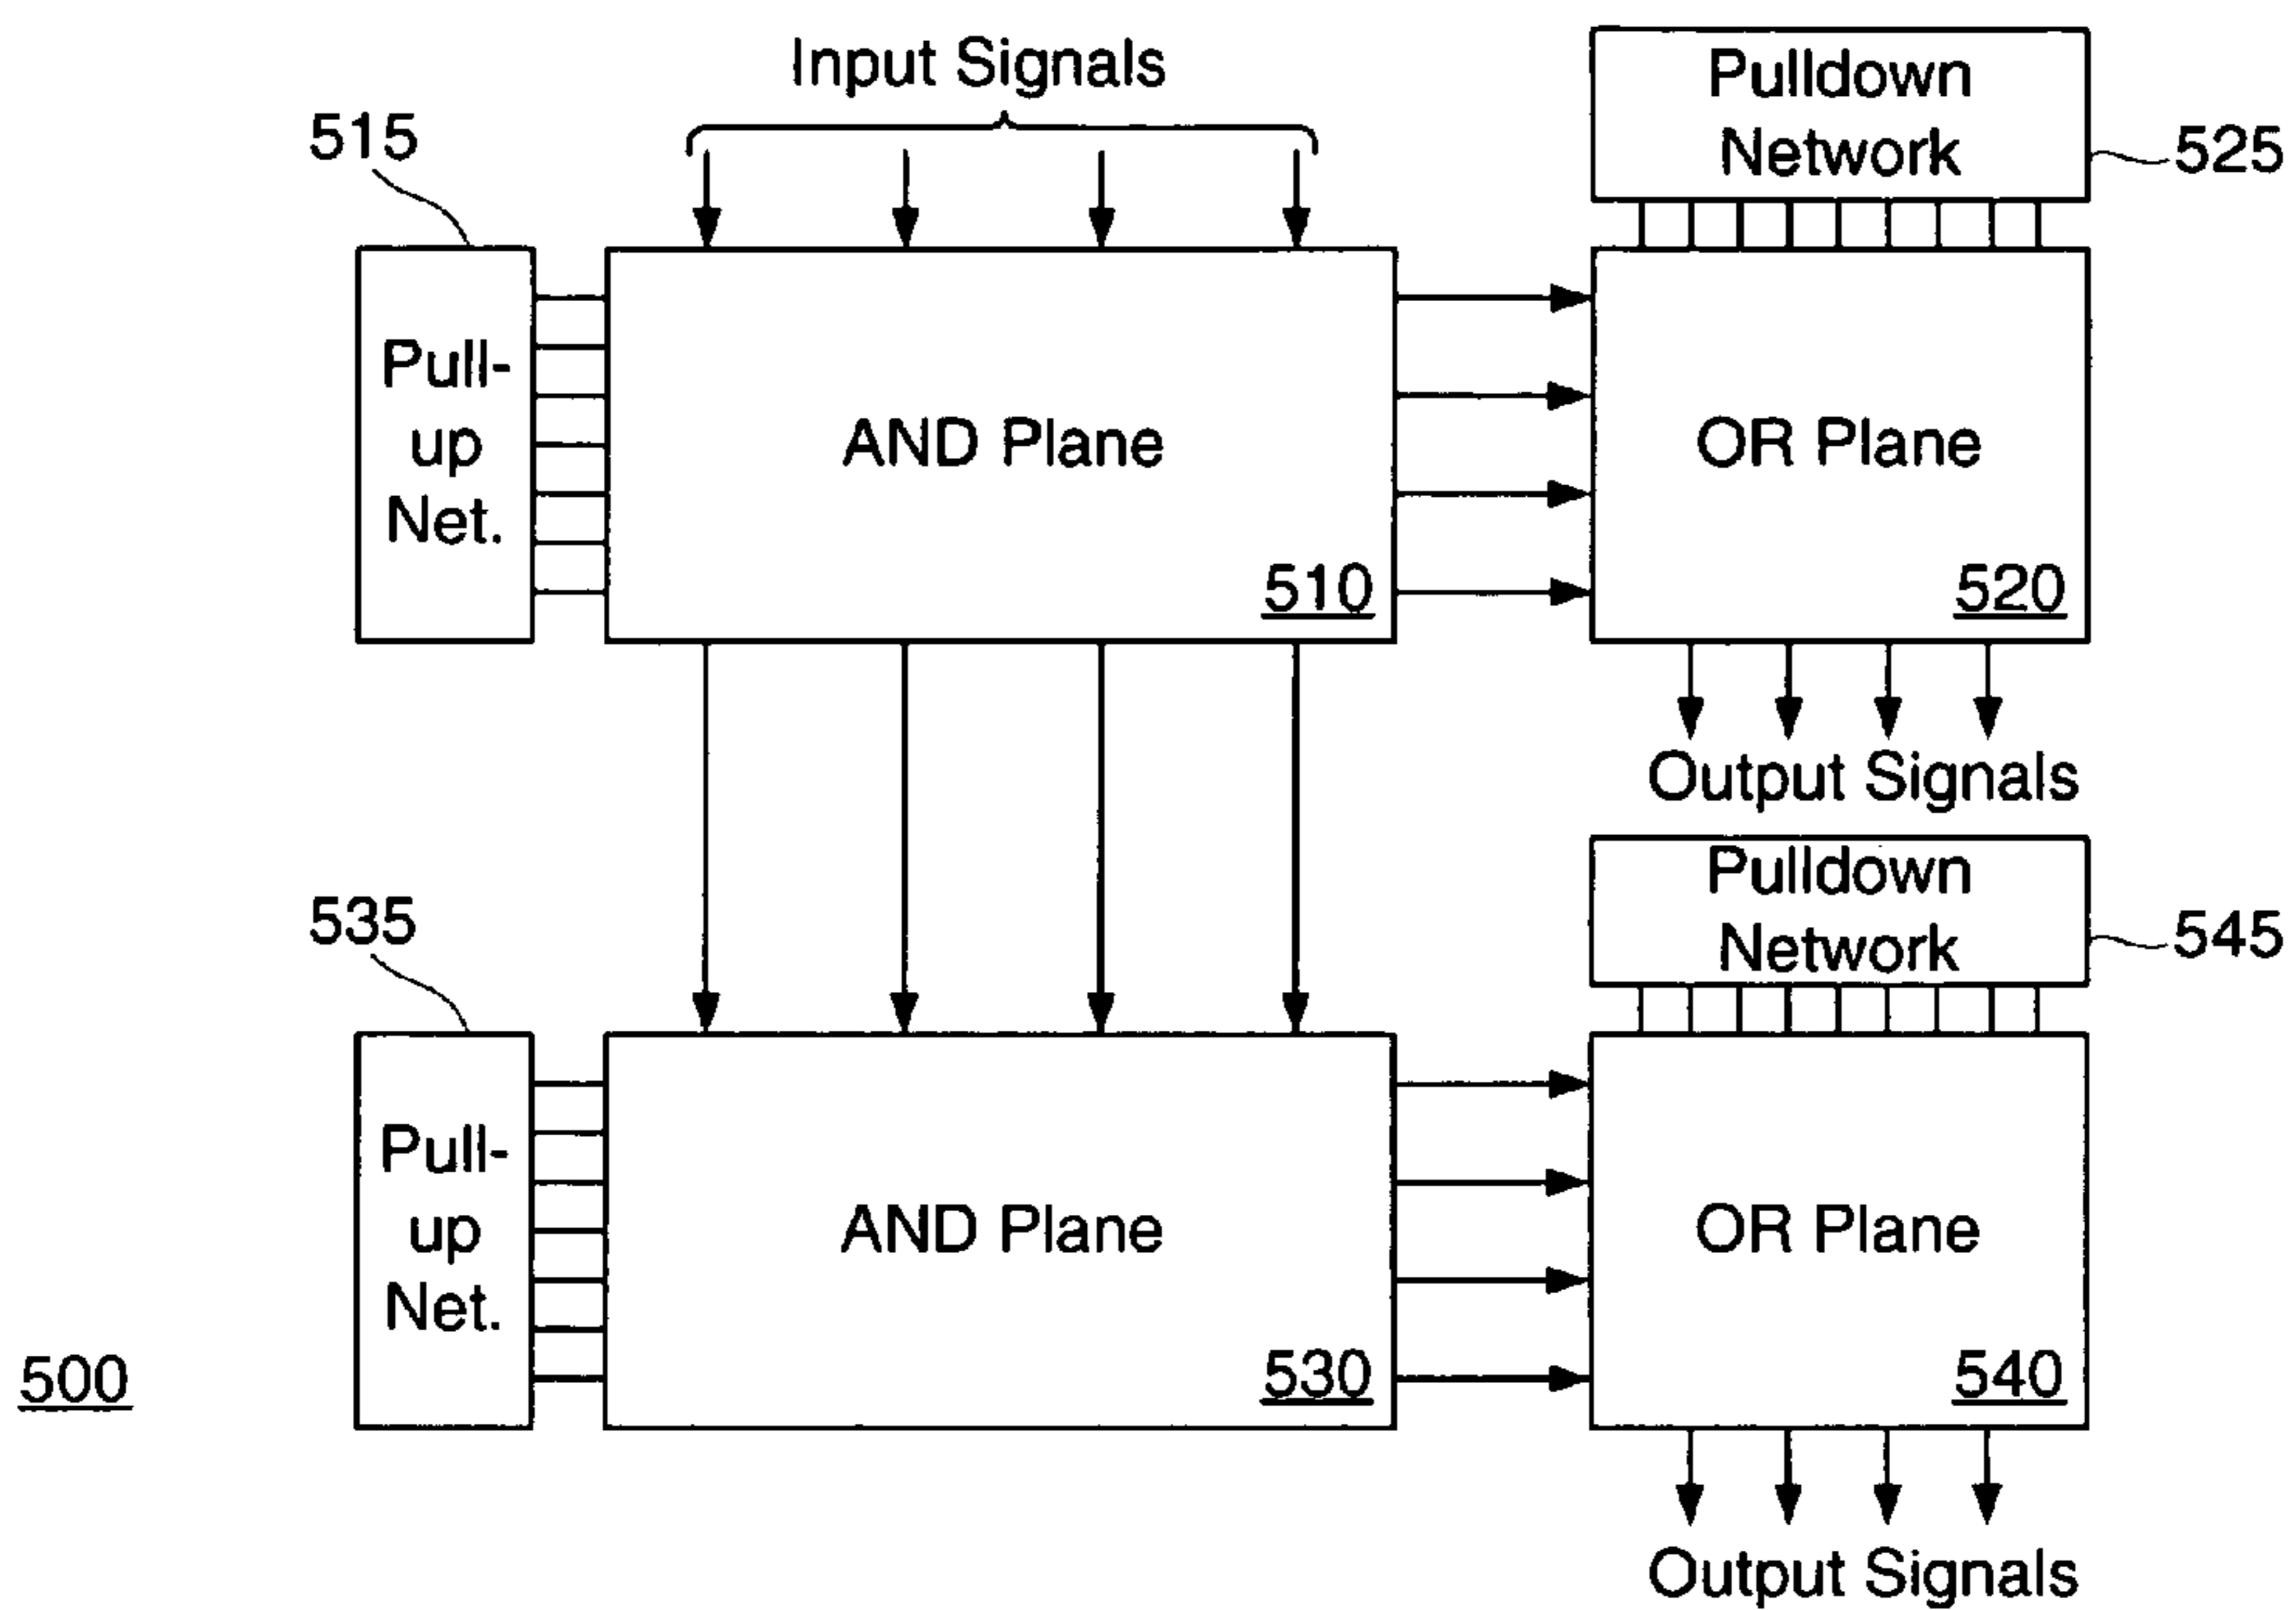 Input Signals
Pulldown
Network
515
525
Pull-
up
Net.
AND Plane
510
OR Plane
520
Output Signals
535
Pulldown
Network
545
Pull-
up
Net.
AND Plane
530
OR Plane
540
500
Output Signals